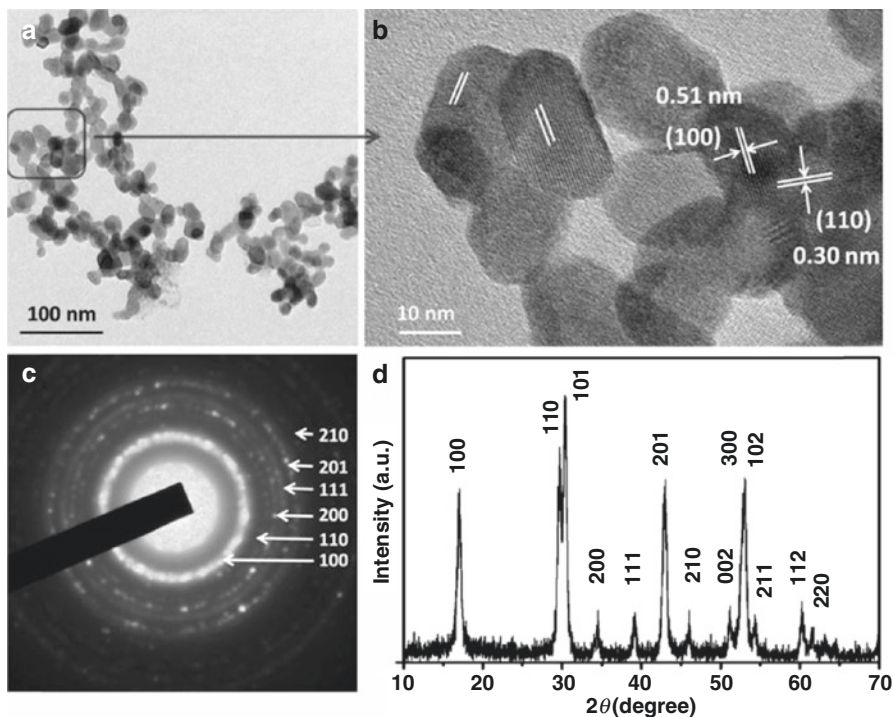 a
100 nm
b
0.51 nm
(100)
(110)
0.30 nm
10 nm
c
210
201
111
200
110
100
d
Intensity (a.u.)
100
110
101
200
111
201
210
002
300
102
211
112
220
10 20 30 40 50 60 70
2θ(degree)